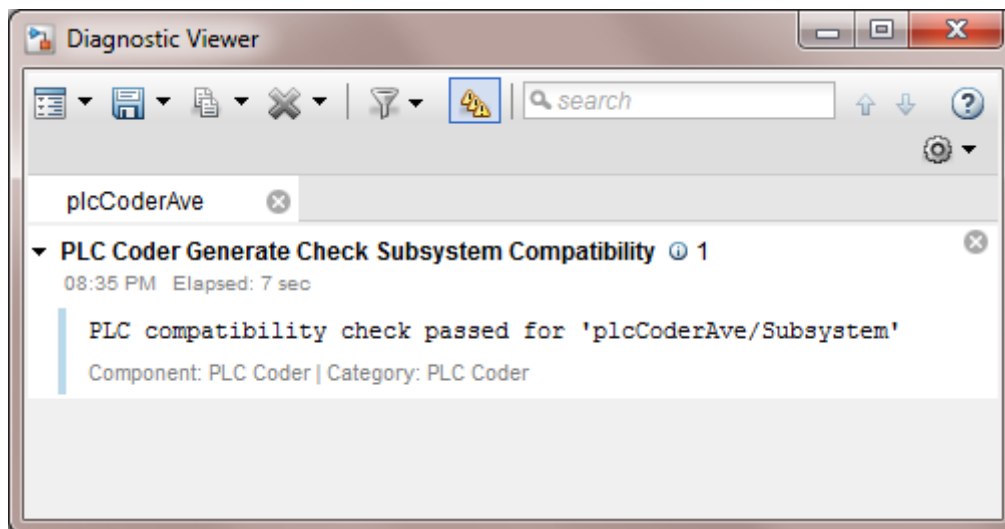 Diagnostic Viewer
search
plcCoderAve
PLC Coder Generate Check Subsystem Compatibility 1
08:35 PM Elapsed: 7 sec
PLC compatibility check passed for 'plcCoderAve/Subsystem'
Component: PLC Coder | Category: PLC Coder